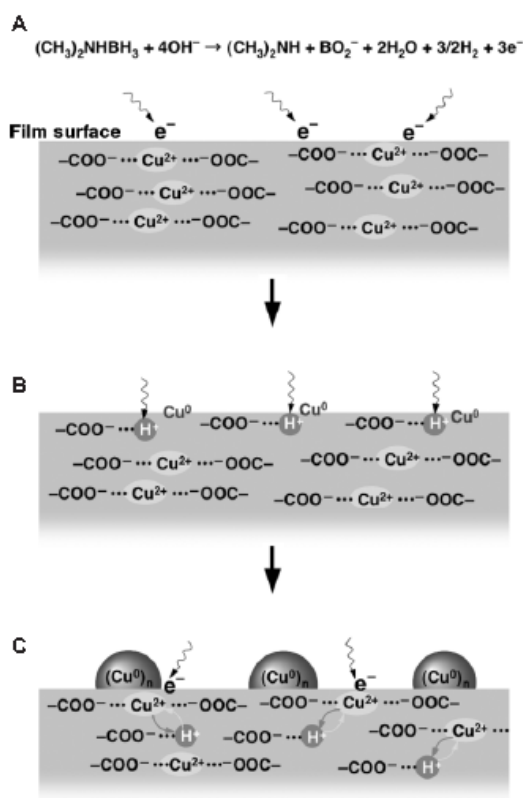 A
(CH₃)₂NHBH₃ + 4OH⁻ → (CH₃)₂NH + BO₂⁻ + 2H₂O + 3/2H₂ + 3e⁻
e⁻ e⁻ e⁻
Film surface
–COO⁻ ··· Cu²⁺ ···⁻OOC– –COO⁻ ··· Cu²⁺ ···⁻OOC–
–COO⁻ ··· Cu²⁺ ···⁻OOC– –COO⁻ ··· Cu²⁺ ···⁻OOC–
–COO⁻ ··· Cu²⁺ ···⁻OOC– –COO⁻ ··· Cu²⁺ ···⁻OOC–
B
Cu⁰ Cu⁰ Cu⁰
–COO⁻ ··· H⁺ –COO⁻ ··· H⁺ –COO⁻ ··· H⁺
–COO⁻ ··· Cu²⁺ ···⁻OOC– –COO⁻ ··· Cu²⁺ ···⁻OOC–
–COO⁻ ··· Cu²⁺ ···⁻OOC– –COO⁻ ··· Cu²⁺ ···⁻OOC–
C
(Cu⁰)ₙ e⁻ (Cu⁰)ₙ e⁻ (Cu⁰)ₙ
–COO⁻ ··· Cu²⁺ ···⁻OOC– –COO⁻ ··· Cu²⁺ ···⁻OOC–
–COO⁻ ··· H⁺ –COO⁻ ··· H⁺ –COO⁻ ··· Cu²⁺ ···
–COO⁻ ··· Cu²⁺ ···⁻OOC– –COO⁻ ··· H⁺